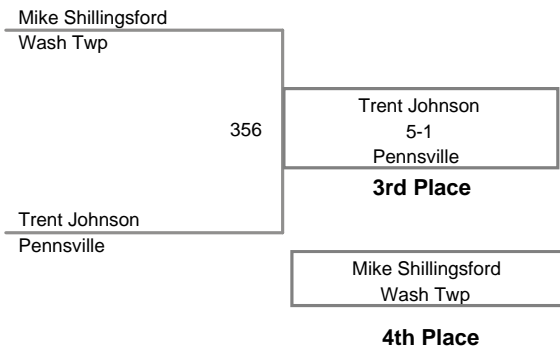 Mike Shillingsford
Wash Twp
356
Trent Johnson
5-1
Pennsville
3rd Place
Trent Johnson
Pennsville
Mike Shillingsford
Wash Twp
4th Place